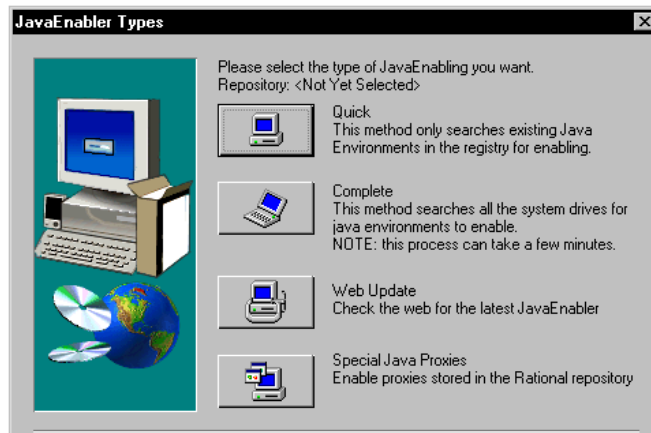 JavaEnabler Types
Please select the type of JavaEnabling you want.
Repository: <Not Yet Selected>
Quick
This method only searches existing Java
Environments in the registry for enabling.
Complete
This method searches all the system drives for
java environments to enable.
NOTE: this process can take a few minutes.
Web Update
Check the web for the latest JavaEnabler
Special Java Proxies
Enable proxies stored in the Rational repository